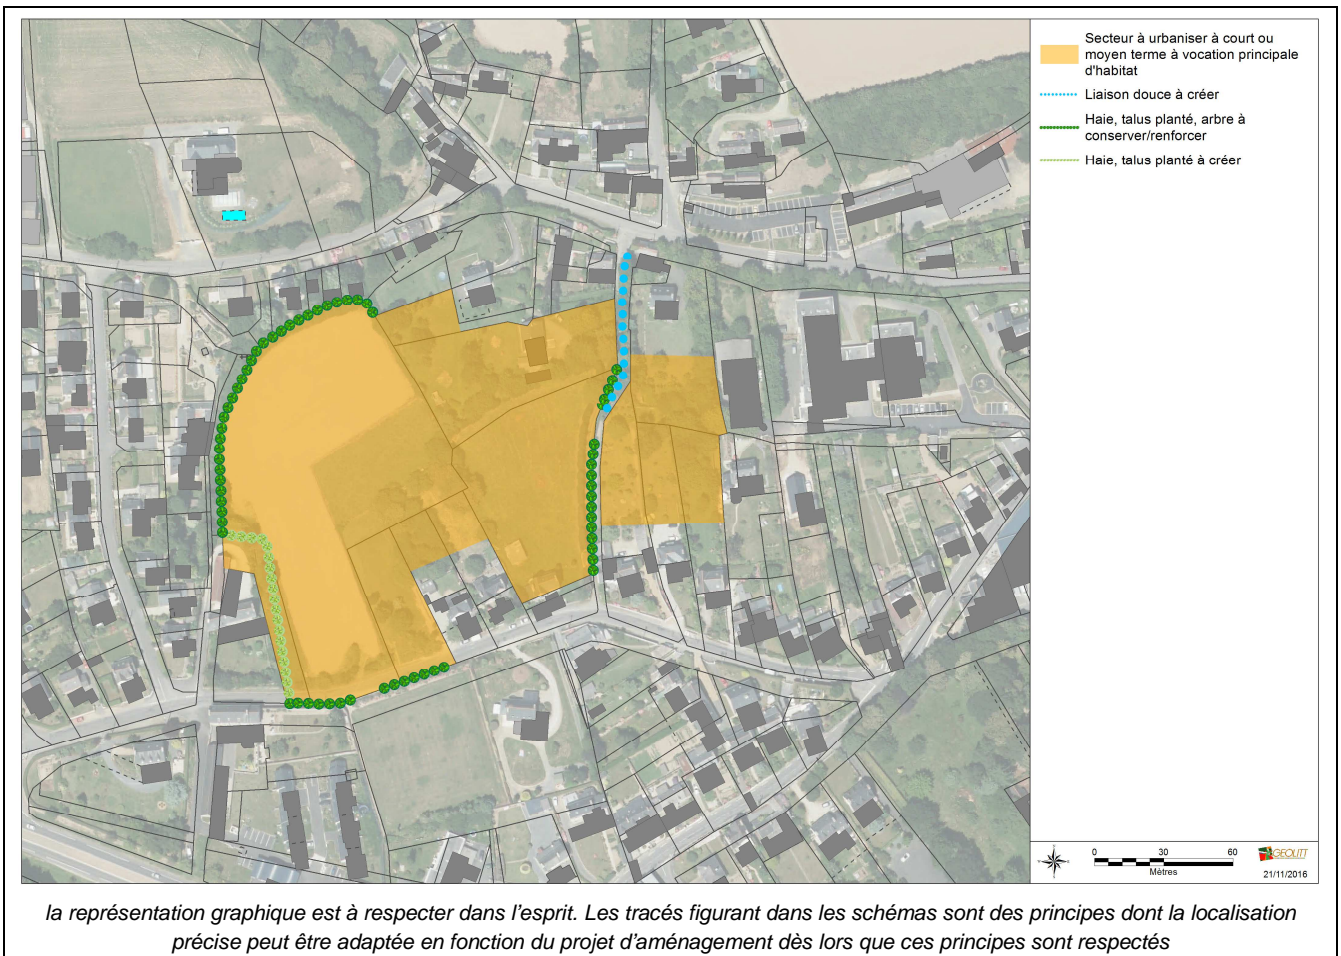 Secteur à urbaniser à court ou
moyen terme à vocation principale
d'habitat
Liaison douce à créer
Haie, talus planté, arbre à
conserver/renforcer
Haie, talus planté à créer
0 30 60
Mètres
GEOLITT
21/11/2016
la représentation graphique est à respecter dans l'esprit. Les tracés figurant dans les schémas sont des principes dont la localisation
précise peut être adaptée en fonction du projet d'aménagement dès lors que ces principes sont respectés